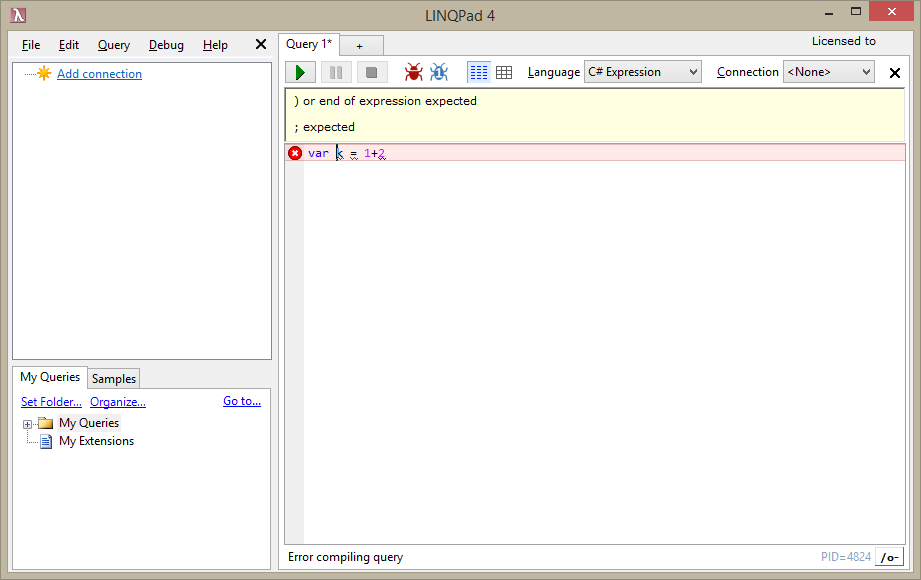 LINQPad 4
File Edit Query Debug Help
Query 1* +
Licensed to
Add connection
Language C# Expression Connection <None>
) or end of expression expected
; expected
var k = 1+2
My Queries Samples
Set Folder... Organize... Go to...
My Queries
My Extensions
Error compiling query
PID=4824 /o-